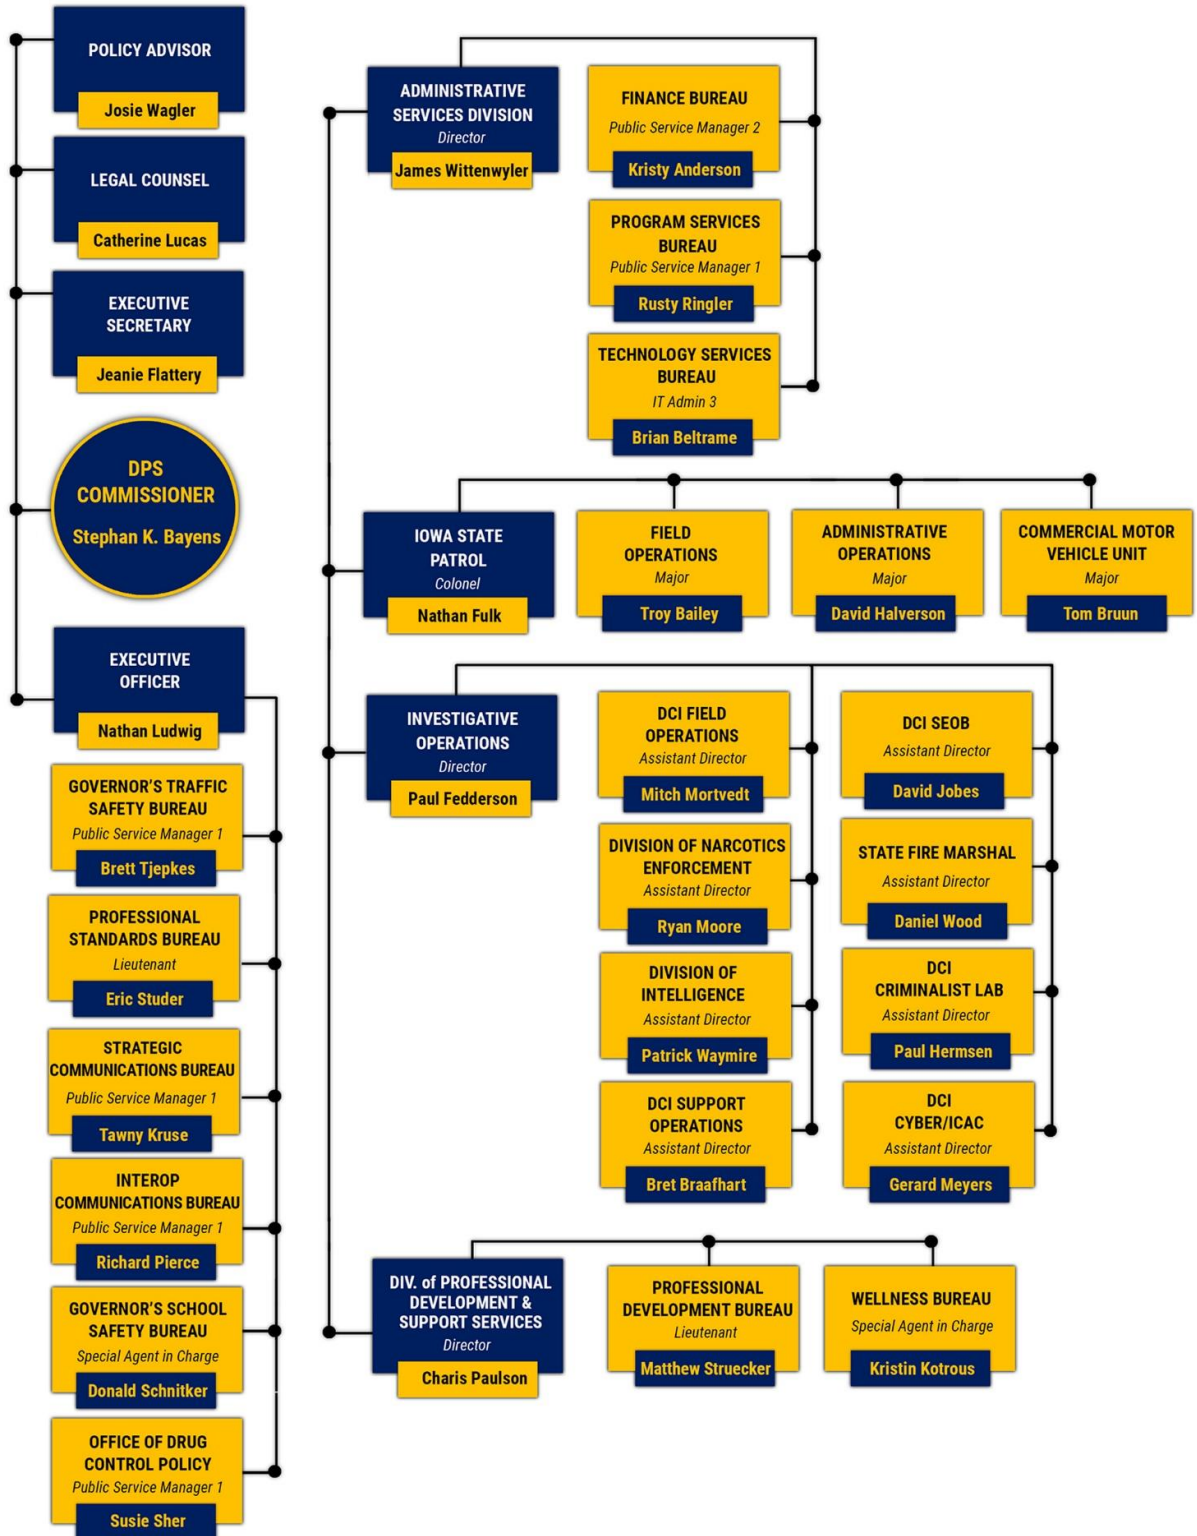 POLICY ADVISOR
Josie Wagler
LEGAL COUNSEL
Catherine Lucas
EXECUTIVE
SECRETARY
Jeanie Flattery
DPS
COMMISSIONER
Stephan K. Bayens
EXECUTIVE
OFFICER
Nathan Ludwig
GOVERNOR'S TRAFFIC
SAFETY BUREAU
Public Service Manager 1
Brett Tjepkes
PROFESSIONAL
STANDARDS BUREAU
Lieutenant
Eric Studer
STRATEGIC
COMMUNICATIONS BUREAU
Public Service Manager 1
Tawny Kruse
INTEROP
COMMUNICATIONS BUREAU
Public Service Manager 1
Richard Pierce
GOVERNOR'S SCHOOL
SAFETY BUREAU
Special Agent in Charge
Donald Schnitker
OFFICE OF DRUG
CONTROL POLICY
Public Service Manager 1
Susie Sher
ADMINISTRATIVE
SERVICES DIVISION
Director
James Wittenwyler
FINANCE BUREAU
Public Service Manager 2
Kristy Anderson
PROGRAM SERVICES
BUREAU
Public Service Manager 1
Rusty Ringler
TECHNOLOGY SERVICES
BUREAU
IT Admin 3
Brian Beltrame
IOWA STATE
PATROL
Colonel
Nathan Fulk
FIELD
OPERATIONS
Major
Troy Bailey
ADMINISTRATIVE
OPERATIONS
Major
David Halverson
COMMERCIAL MOTOR
VEHICLE UNIT
Major
Tom Bruun
INVESTIGATIVE
OPERATIONS
Director
Paul Fedderson
DCI FIELD
OPERATIONS
Assistant Director
Mitch Mortvedt
DIVISION OF NARCOTICS
ENFORCEMENT
Assistant Director
Ryan Moore
DIVISION OF
INTELLIGENCE
Assistant Director
Patrick Waymire
DCI SUPPORT
OPERATIONS
Assistant Director
Bret Braafhart
DCI SEOB
Assistant Director
David Jobes
STATE FIRE MARSHAL
Assistant Director
Daniel Wood
DCI
CRIMINALIST LAB
Assistant Director
Paul Hermsen
DCI
CYBER/ICAC
Assistant Director
Gerard Meyers
DIV. of PROFESSIONAL
DEVELOPMENT &
SUPPORT SERVICES
Director
Charis Paulson
PROFESSIONAL
DEVELOPMENT BUREAU
Lieutenant
Matthew Struecker
WELLNESS BUREAU
Special Agent in Charge
Kristin Kotrous